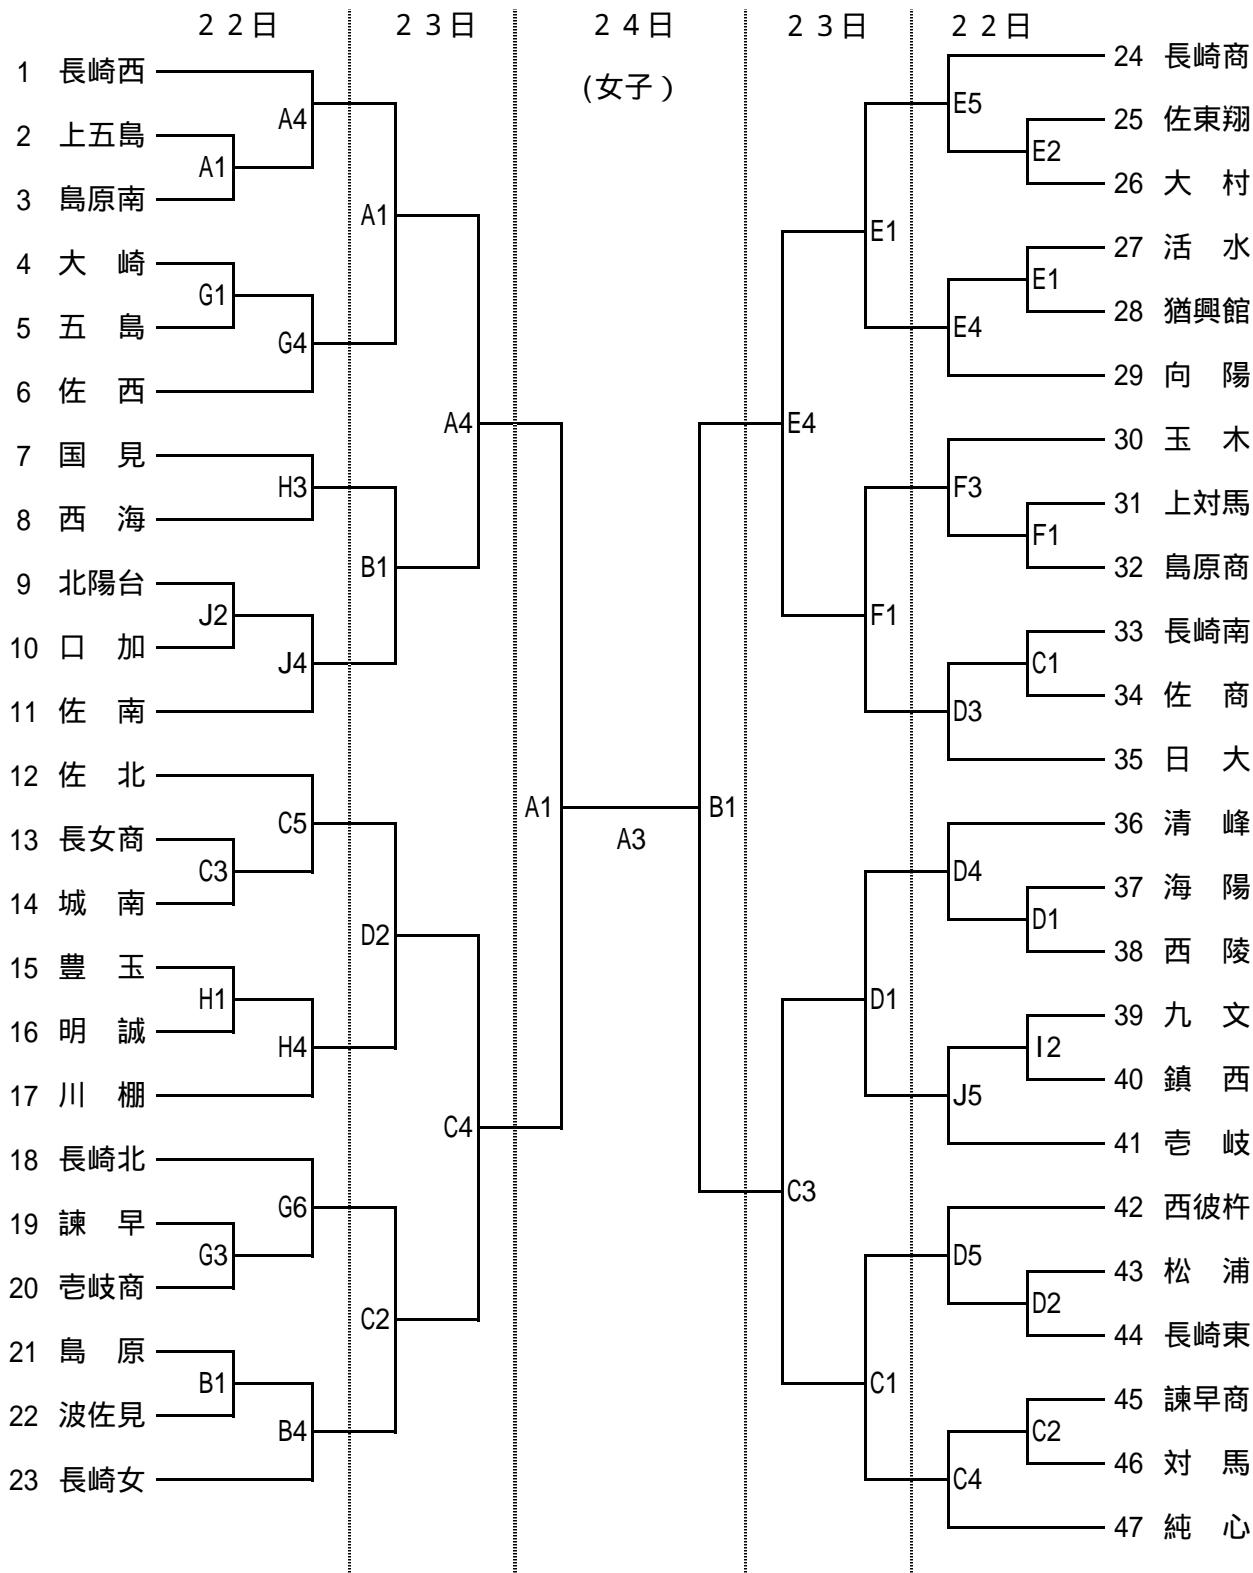 ２２日 ２３日 ２４日 ２３日 ２２日
(女子)
1 長崎西
A4
2 上五島
A1
3 島原南
A1
4 大　崎
G1
5 五　島
G4
6 佐　西
A4
7 国　見
H3
8 西　海
B1
9 北陽台
J2
10 口　加
J4
11 佐　南
12 佐　北
C5
13 長女商
C3
14 城　南
D2
15 豊　玉
H1
16 明　誠
H4
17 川　棚
C4
18 長崎北
G6
19 諫　早
G3
20 壱岐商
C2
21 島　原
B1
22 波佐見
B4
23 長崎女
A1
A3
B1
24 長崎商
E5
25 佐東翔
E2
26 大　村
E1
27 活　水
E1
28 猶興館
E4
29 向　陽
E4
30 玉　木
F3
31 上対馬
F1
32 島原商
F1
33 長崎南
C1
34 佐　商
D3
35 日　大
36 清　峰
D4
37 海　陽
D1
38 西　陵
D1
39 九　文
I2
40 鎮　西
J5
41 壱　岐
C3
42 西彼杵
D5
43 松　浦
D2
44 長崎東
C1
45 諫早商
C2
46 対　馬
C4
47 純　心